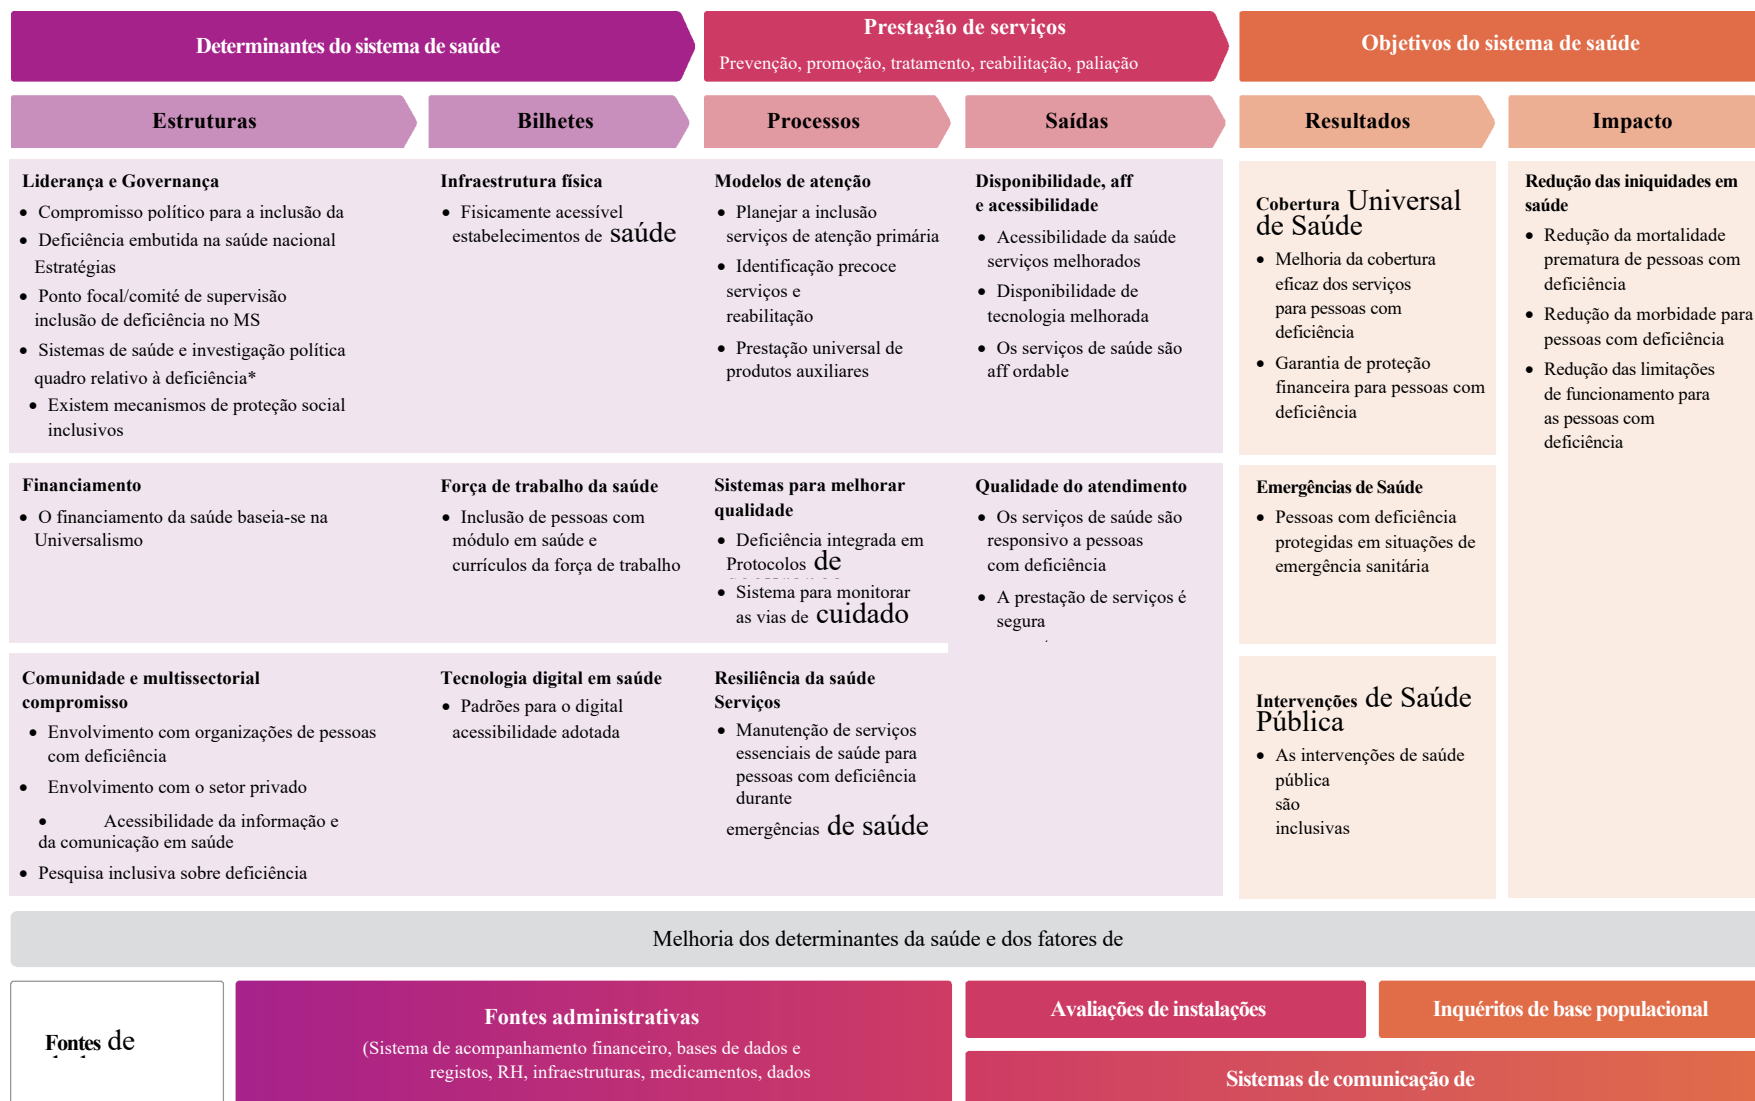 Determinantes do sistema de saúde
Prestação de serviços
Prevenção, promoção, tratamento, reabilitação, paliação
Objetivos do sistema de saúde
Estruturas
Bilhetes
Processos
Saídas
Resultados
Impacto
Liderança e Governança
• Compromisso político para a inclusão da
• Deficiência embutida na saúde nacional
Estratégias
• Ponto focal/comité de supervisão
inclusão de deficiência no MS
• Sistemas de saúde e investigação política
quadro relativo à deficiência*
• Existem mecanismos de proteção social
inclusivos
Infraestrutura física
• Fisicamente acessível
estabelecimentos de saúde
Modelos de atenção
• Planejar a inclusão
serviços de atenção primária
• Identificação precoce
serviços e
reabilitação
• Prestação universal de
produtos auxiliares
Disponibilidade, aff
e acessibilidade
• Acessibilidade da saúde
serviços melhorados
• Disponibilidade de
tecnologia melhorada
• Os serviços de saúde são
aff ordable
Cobertura Universal
de Saúde
• Melhoria da cobertura
eficaz dos serviços
para pessoas com
deficiência
• Garantia de proteção
financeira para pessoas com
deficiência
Redução das iniquidades em
saúde
• Redução da mortalidade
prematura de pessoas com
deficiência
• Redução da morbidade para
pessoas com deficiência
• Redução das limitações
de funcionamento para
as pessoas com
deficiência
Financiamento
• O financiamento da saúde baseia-se na
Universalismo
Força de trabalho da saúde
• Inclusão de pessoas com
módulo em saúde e
currículos da força de trabalho
Sistemas para melhorar
qualidade
• Deficiência integrada em
Protocolos de
• Sistema para monitorar
as vias de cuidado
Qualidade do atendimento
• Os serviços de saúde são
responsivo a pessoas
com deficiência
• A prestação de serviços é
segura
Emergências de Saúde
• Pessoas com deficiência
protegidas em situações de
emergência sanitária
Comunidade e multissectorial
compromisso
• Envolvimento com organizações de pessoas
com deficiência
• Envolvimento com o setor privado
• Acessibilidade da informação e
da comunicação em saúde
• Pesquisa inclusiva sobre deficiência
Tecnologia digital em saúde
• Padrões para o digital
acessibilidade adotada
Resiliência da saúde
Serviços
• Manutenção de serviços
essenciais de saúde para
pessoas com deficiência
durante
emergências de saúde
Intervenções de Saúde
Pública
• As intervenções de saúde
pública
são
inclusivas
Melhoria dos determinantes da saúde e dos fatores de
Fontes de
Fontes administrativas
(Sistema de acompanhamento financeiro, bases de dados e
registos, RH, infraestruturas, medicamentos, dados
Avaliações de instalações
Inquéritos de base populacional
Sistemas de comunicação de